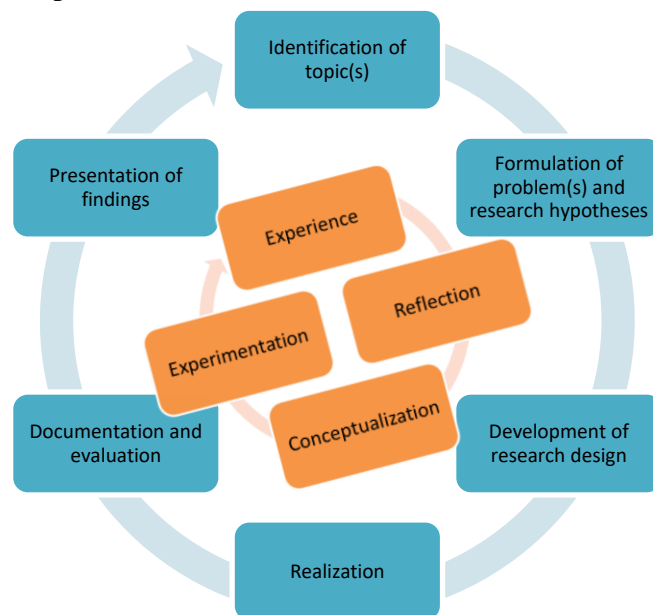 Identification of
topic(s)
Formulation of
problem(s) and
research hypotheses
Development of
research design
Realization
Documentation and
evaluation
Presentation of
findings
Experience
Reflection
Conceptualization
Experimentation